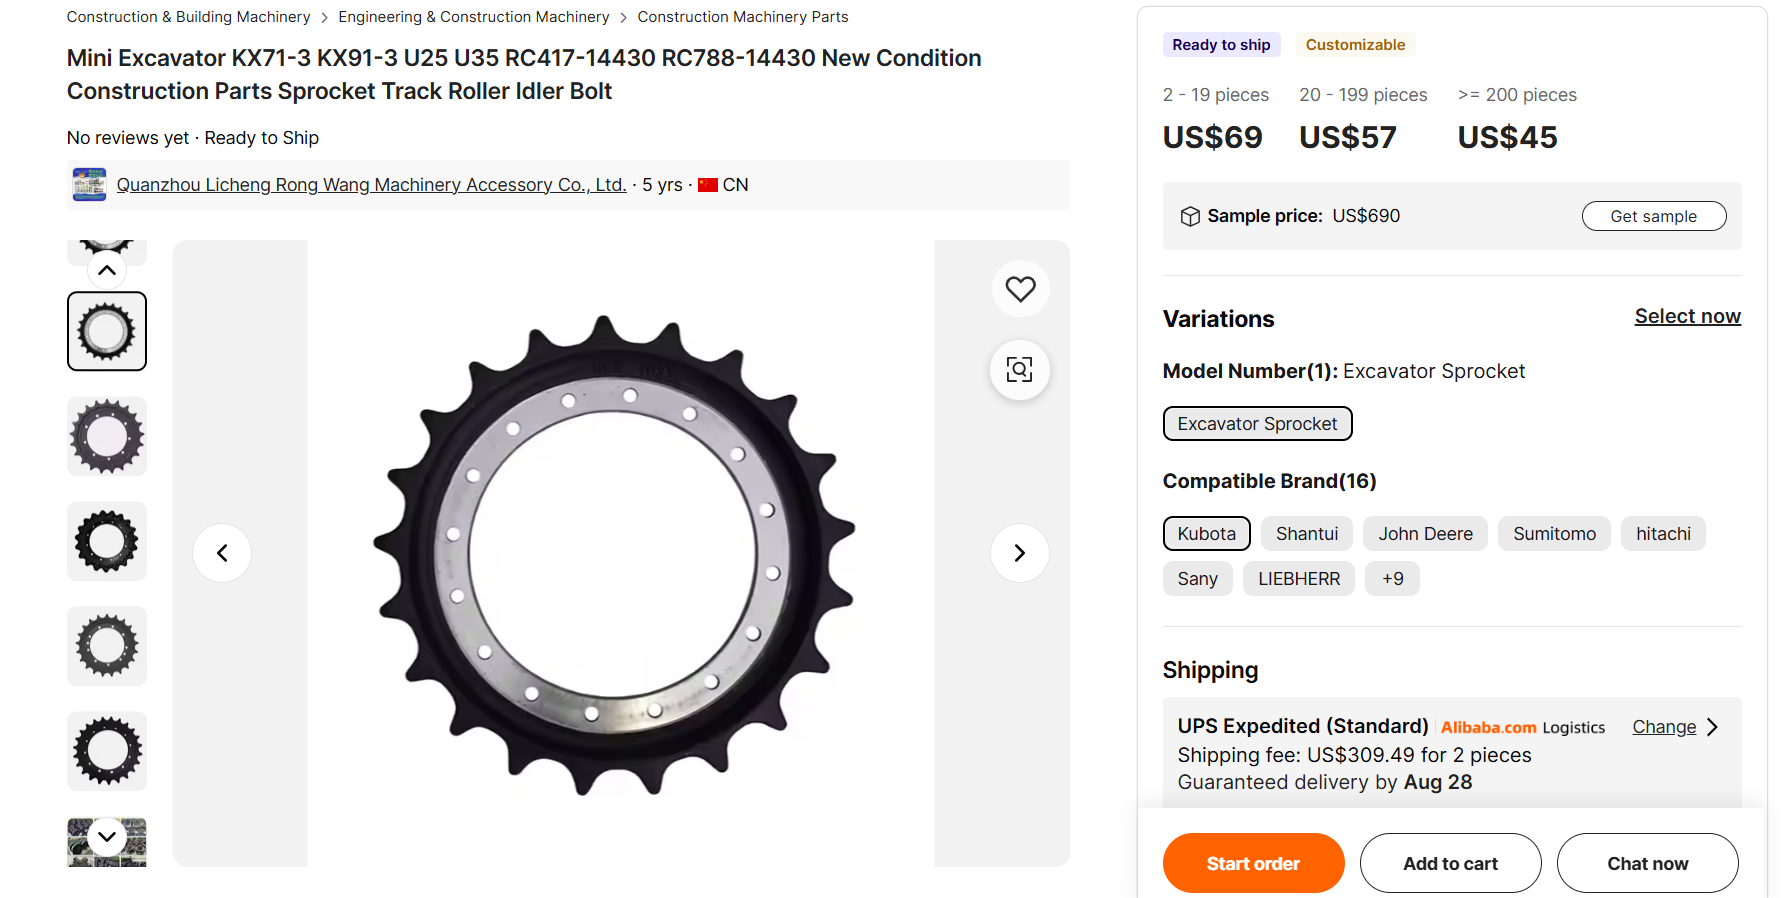 Construction & Building Machinery > Engineering & Construction Machinery > Construction Machinery Parts
Mini Excavator KX71-3 KX91-3 U25 U35 RC417-14430 RC788-14430 New Condition
Construction Parts Sprocket Track Roller Idler Bolt
No reviews yet · Ready to Ship
Quanzhou Licheng Rong Wang Machinery Accessory Co., Ltd. · 5 yrs · CN
Ready to ship Customizable
2 - 19 pieces 20 - 199 pieces >= 200 pieces
US$69 US$57 US$45
Sample price: US$690 Get sample
Variations Select now
Model Number(1): Excavator Sprocket
Excavator Sprocket
Compatible Brand(16)
Kubota Shantui John Deere Sumitomo hitachi
Sany LIEBHERR +9
Shipping
UPS Expedited (Standard) Alibaba.com Logistics Change
Shipping fee: US$309.49 for 2 pieces
Guaranteed delivery by Aug 28
Start order Add to cart Chat now